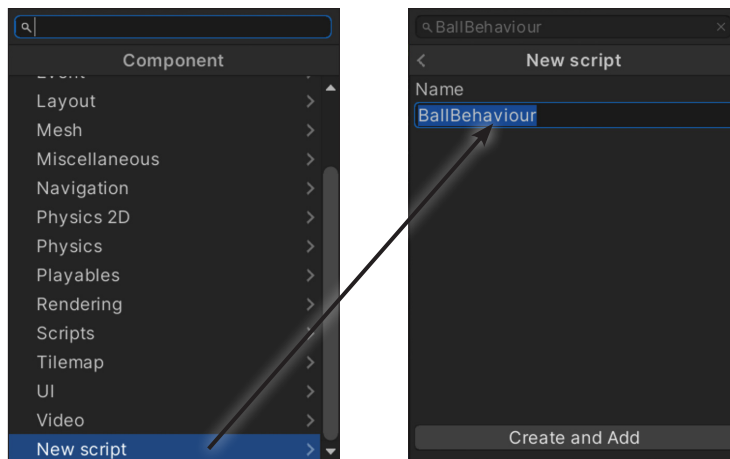 Component
Event
Layout
Mesh
Miscellaneous
Navigation
Physics 2D
Physics
Playables
Rendering
Scripts
Tilemap
UI
Video
New script
BallBehaviour
New script
Name
BallBehaviour
Create and Add